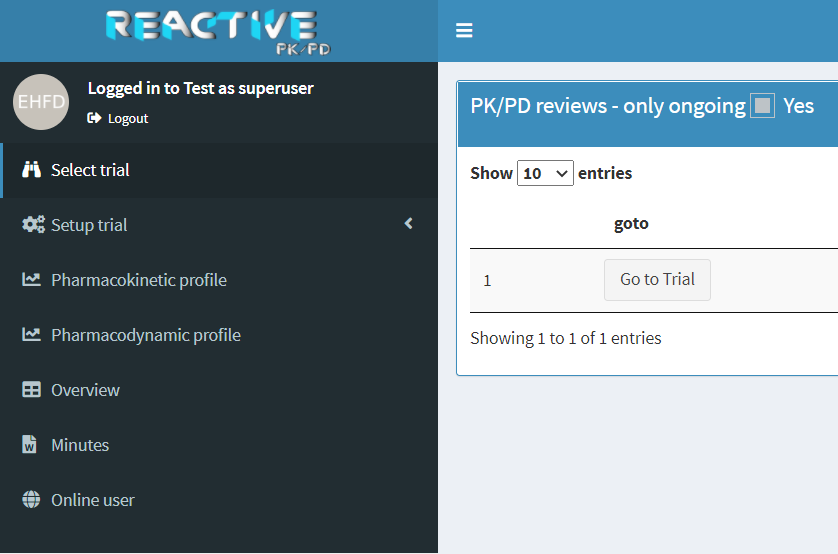 REACTIVE
PK/PD
EHFD
Logged in to Test as superuser
Logout
Select trial
Setup trial
Pharmacokinetic profile
Pharmacodynamic profile
Overview
Minutes
Online user
PK/PD reviews - only ongoing Yes
Show 10 entries
goto
1 Go to Trial
Showing 1 to 1 of 1 entries